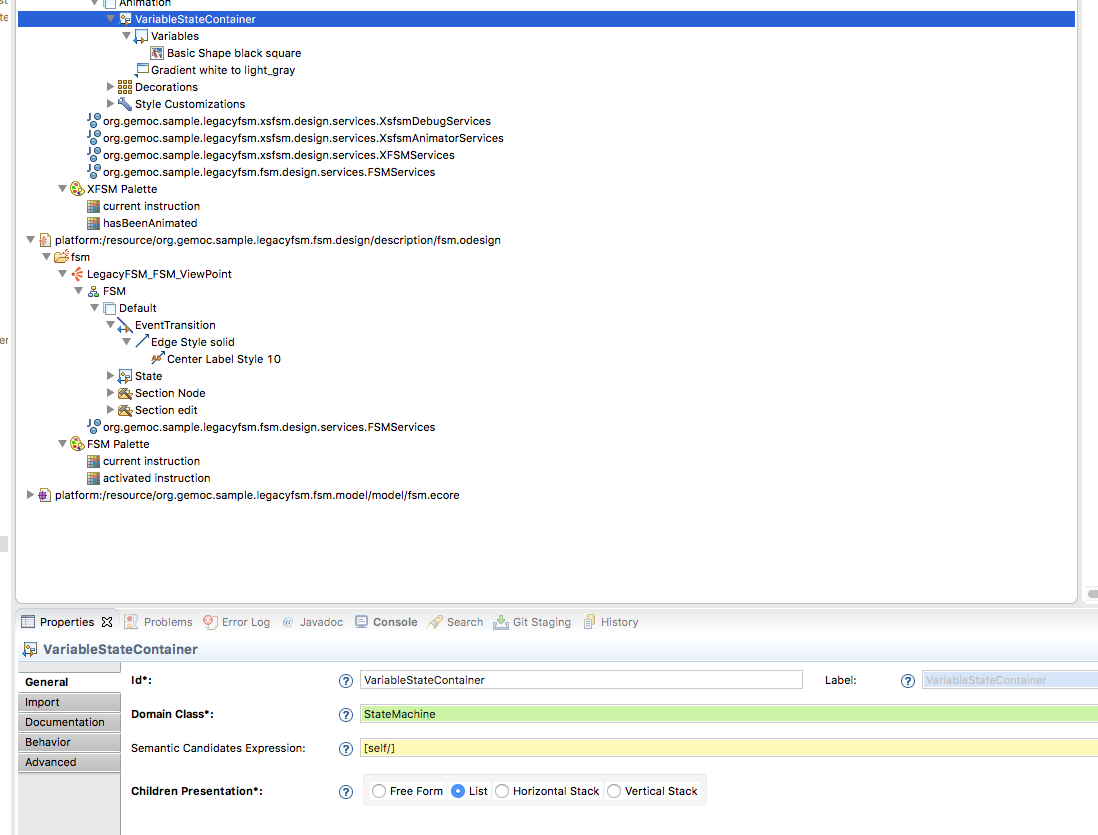 Animation
VariableStateContainer
Variables
Basic Shape black square
Gradient white to light_gray
Decorations
Style Customizations
org.gemoc.sample.legacyfsm.xsfsm.design.services.XsfsmDebugServices
org.gemoc.sample.legacyfsm.xsfsm.design.services.XsfsmAnimatorServices
org.gemoc.sample.legacyfsm.xsfsm.design.services.XFSMServices
org.gemoc.sample.legacyfsm.fsm.design.services.FSMServices
XFSM Palette
current instruction
hasBeenAnimated
platform:/resource/org.gemoc.sample.legacyfsm.fsm.design/description/fsm.odesign
fsm
LegacyFSM_FSM_ViewPoint
FSM
Default
EventTransition
Edge Style solid
Center Label Style 10
State
Section Node
Section edit
org.gemoc.sample.legacyfsm.fsm.design.services.FSMServices
FSM Palette
current instruction
activated instruction
platform:/resource/org.gemoc.sample.legacyfsm.fsm.model/model/fsm.ecore
Properties Problems Error Log @ Javadoc Console Search Git Staging History
VariableStateContainer
General
Import
Documentation
Behavior
Advanced
Id*: ? VariableStateContainer Label: ? VariableStateContainer
Domain Class*: ? StateMachine
Semantic Candidates Expression: ? [self/]
Children Presentation*: ? Free Form List Horizontal Stack Vertical Stack